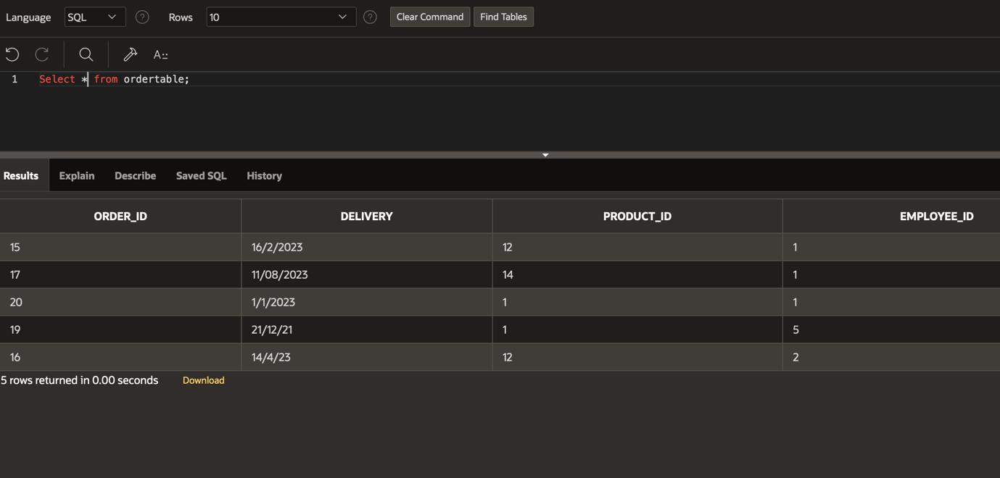 Language SQL ? Rows 10 ? Clear Command Find Tables
A::
1 Select * from ordertable;
Results Explain Describe Saved SQL History
ORDER_ID DELIVERY PRODUCT_ID EMPLOYEE_ID
15 16/2/2023 12 1
17 11/08/2023 14 1
20 1/1/2023 1 1
19 21/12/21 1 5
16 14/4/23 12 2
5 rows returned in 0.00 seconds Download